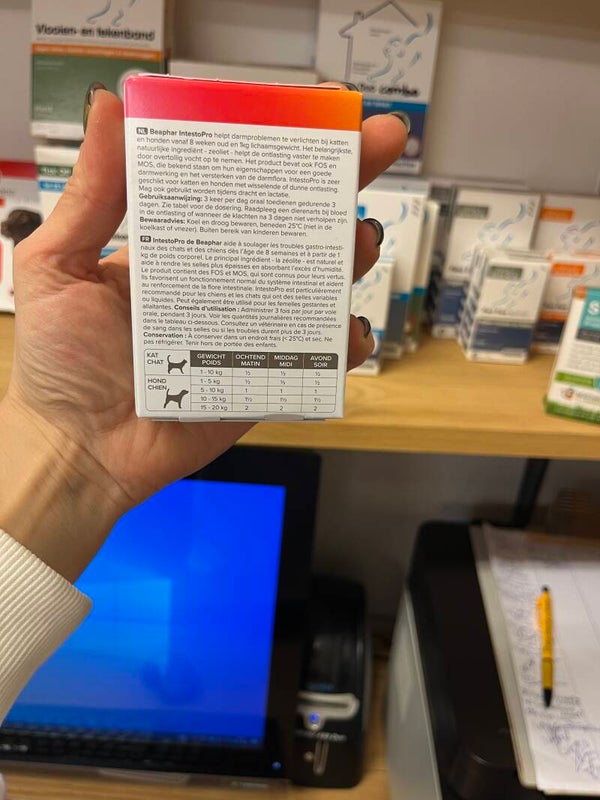 Vlooien- en tekenband
NL Beaphar IntestoPro helpt darmproblemen te verlichten bij katten
en honden vanaf 8 weken oud en 1kg lichaamsgewicht. Het belangrijkste,
natuurlijke ingrediënt - zeoliet - helpt de ontlasting vaster te maken
door overtollig vocht op te nemen. Het product bevat ook FOS en
MOS, die bekend staan om hun eigenschappen voor een goede
darmwerking en het versterken van de darmflora. IntestoPro is zeer
geschikt voor katten en honden met wisselende of dunne ontlasting.
Mag ook gebruikt worden tijdens dracht en lactatie.
Gebruiksaanwijzing: 3 keer per dag oraal toedienen gedurende 3
dagen. Zie tabel voor de dosering. Raadpleeg een dierenarts bij bloed
in de ontlasting of wanneer de klachten na 3 dagen niet verholpen zijn.
Bewaaradvies: Koel en droog bewaren, beneden 25°C (niet in de
koelkast of vriezer). Buiten bereik van kinderen bewaren.
FR IntestoPro de Beaphar aide à soulager les troubles gastro-intesti-
naux des chats et des chiens dès l'âge de 8 semaines et à partir de 1
kg de poids corporel. Le principal ingrédient - la zéolite - est naturel et
aide à rendre les selles plus épaisses en absorbant l'excès d'humidité.
Le produit contient des FOS et MOS, qui sont connus pour leurs vertus.
Ils favorisent un fonctionnement normal du système intestinal et aident
au renforcement de la flore intestinale. IntestoPro est particulièrement
recommandé pour les chiens et les chats qui ont des selles variables
ou liquides. Peut également être utilisé pour les femelles gestantes et
allaitantes. Conseils d'utilisation : Administrer 3 fois par jour par voie
orale, pendant 3 jours. Voir les quantités journalières recommandées
dans le tableau ci-dessous. Consultez un vétérinaire en cas de présence
de sang dans les selles ou si les troubles durent plus de 3 jours.
Conservation : À conserver dans un endroit frais (< 25°C) et sec. Ne
pas réfrigérer. Tenir hors de portée des enfants.
KAT CHAT GEWICHT POIDS OCHTEND MATIN MIDDAG MIDI AVOND SOIR
1 - 10 kg ½ ½ ½
HOND CHIEN 1 - 5 kg ½ ½ ½
5 - 10 kg 1 1 1
10 - 15 kg 1½ 1½ 1½
15 - 20 kg 2 2 2